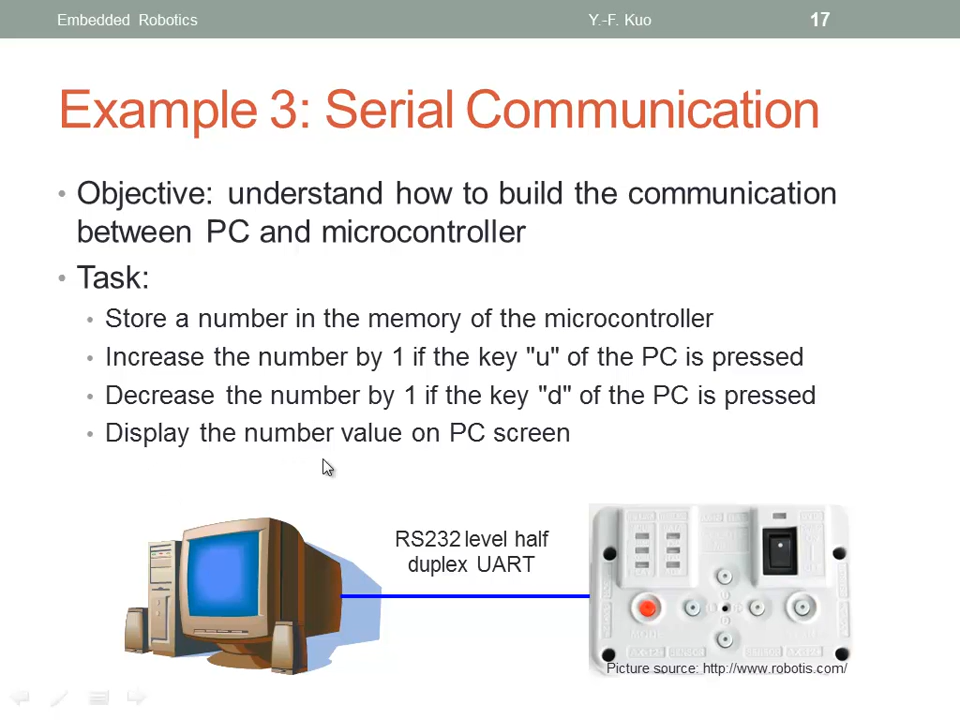 Embedded Robotics
Y.-F. Kuo
17
Example 3: Serial Communication
• Objective: understand how to build the communication
between PC and microcontroller
• Task:
• Store a number in the memory of the microcontroller
• Increase the number by 1 if the key "u" of the PC is pressed
• Decrease the number by 1 if the key "d" of the PC is pressed
• Display the number value on PC screen
RS232 level half
duplex UART
MODE
Picture source: http://www.robotis.com/